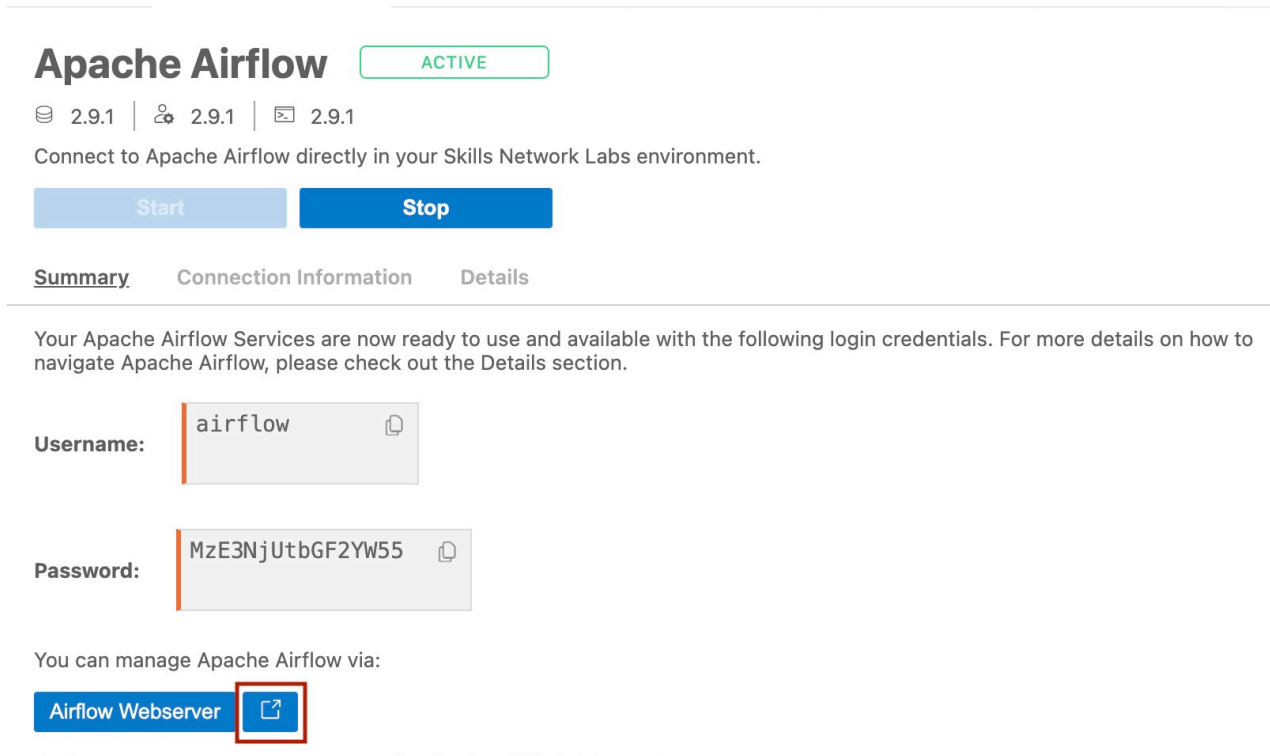 Apache Airflow ACTIVE
2.9.1 2.9.1 2.9.1
Connect to Apache Airflow directly in your Skills Network Labs environment.
Start Stop
Summary Connection Information Details
Your Apache Airflow Services are now ready to use and available with the following login credentials. For more details on how to
navigate Apache Airflow, please check out the Details section.
airflow
Username:
MzE3NjUtbGF2YW55
Password:
You can manage Apache Airflow via:
Airflow Webserver